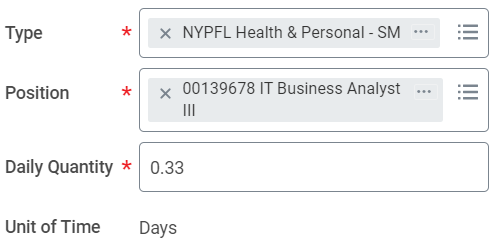 Type * × NYPFL Health & Personal - SM ···
Position * × 00139678 IT Business Analyst ···
III
Daily Quantity * 0.33
Unit of Time Days